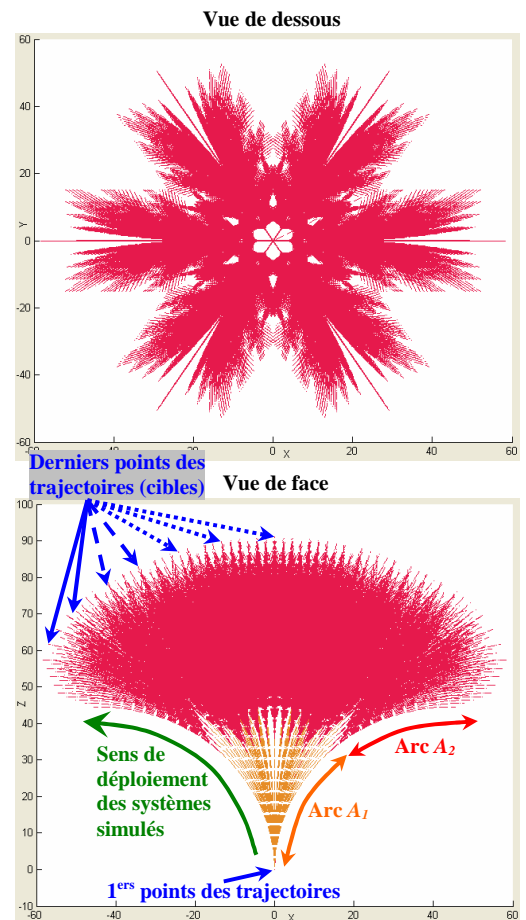 Vue de dessous
60
40
20
0
-20
-40
-60
Y
-60
-40
-20
0
20
40
60
X
Derniers points des
trajectoires (cibles)
Vue de face
100
90
80
70
60
50
40
30
20
10
0
-10
Z
Sens de
déploiement
des systèmes
simulés
Arc A2
Arc A1
1ers points des trajectoires
-60
-40
-20
0
20
40
60
X